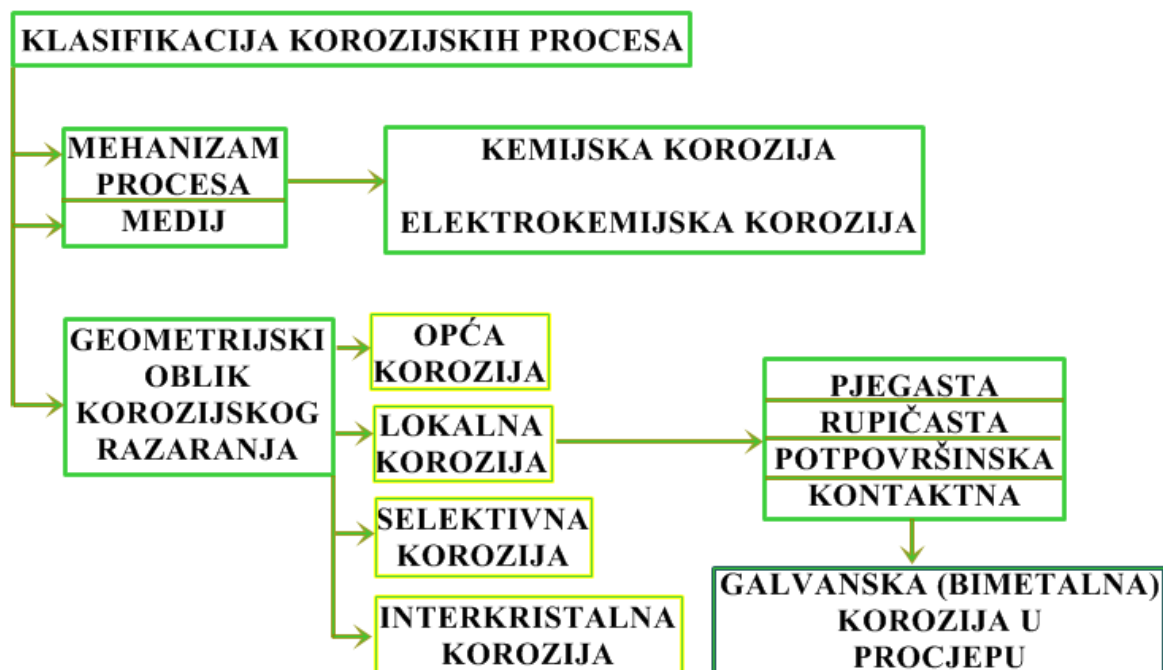 KLASIFIKACIJA KOROZIJSKIH PROCESA
MEHANIZAM
PROCESA
MEDIJ
KEMIJSKA KOROZIJA
ELEKTROKEMIJSKA KOROZIJA
GEOMETRIJSKI
OBLIK
KOROZIJSKOG
RAZARANJA
OPĆA
KOROZIJA
LOKALNA
KOROZIJA
SELEKTIVNA
KOROZIJA
INTERKRISTALNA
KOROZIJA
PJEGASTA
RUPIČASTA
POTPOVRŠINSKA
KONTAKTNA
GALVANSKA (BIMETALNA)
KOROZIJA U
PROCJEPU